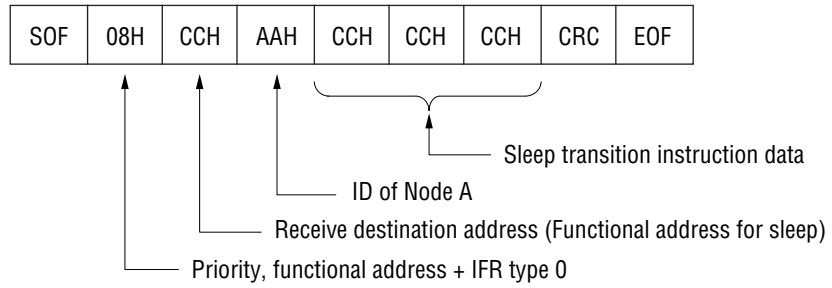 SOF 08H CCH AAH CCH CCH CCH CRC EOF
Sleep transition instruction data
ID of Node A
Receive destination address (Functional address for sleep)
Priority, functional address + IFR type 0